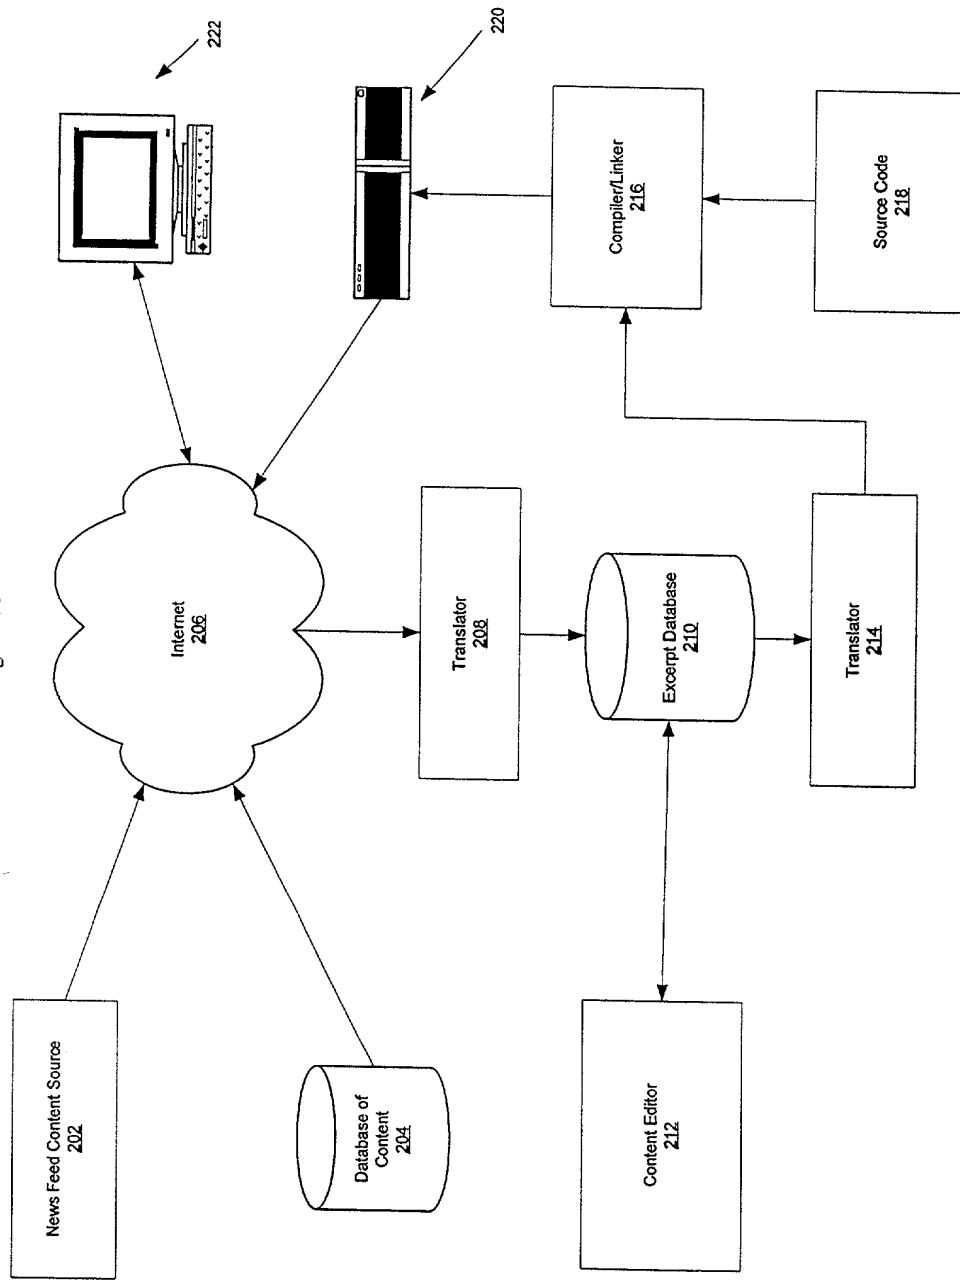 News Feed Content Source
202
Database of
Content
204
Internet
206
Translator
208
Excerpt Database
210
Content Editor
212
Translator
214
Compiler/Linker
216
Source Code
218
220
222